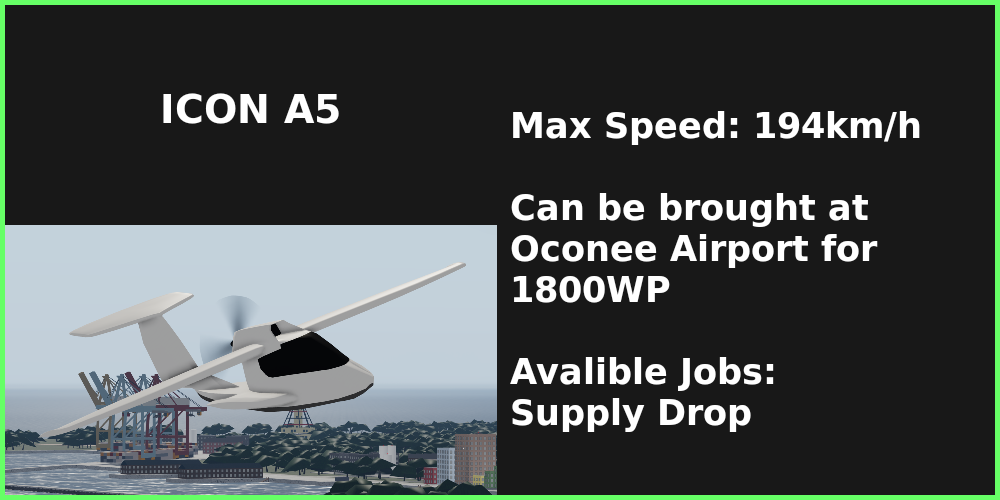 ICON A5
Max Speed: 194km/h
Can be brought at
Oconee Airport for
1800WP
Avalible Jobs:
Supply Drop